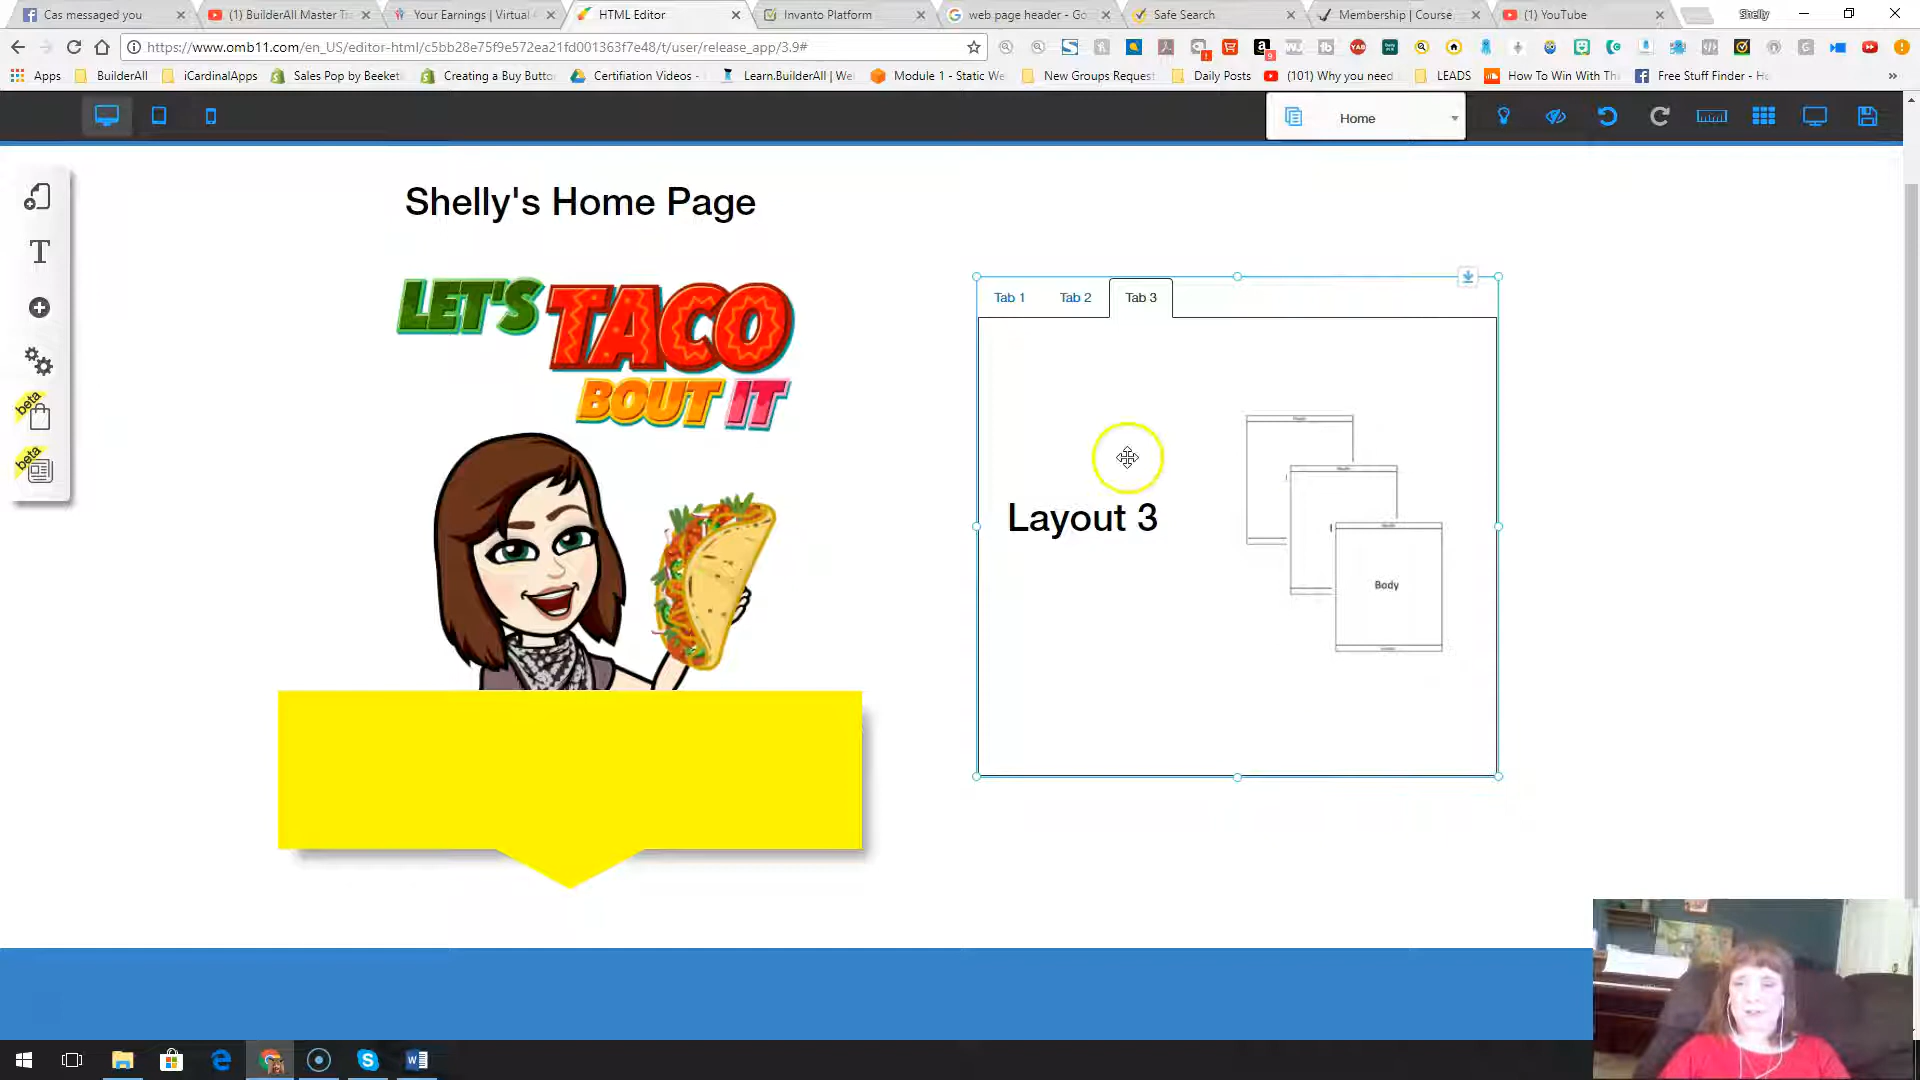 Cas messaged you
(1) BuilderAll Master Tr
Your Earnings | Virtual
HTML Editor
Invanto Platform
web page header - Go
Safe Search
Membership | Course
(1) YouTube
Shelly
https://www.omb11.com/en_US/editor-html/c5bb28e75f9e572ea21fd001363f7e48/t/user/release_app/3.9#
Apps
BuilderAll
iCardinalApps
Sales Pop by Beeket
Creating a Buy Butto
Certifiation Videos -
Learn.BuilderAll | We
Module 1 - Static We
New Groups Request
Daily Posts
(101) Why you need
LEADS
How To Win With Th
Free Stuff Finder - Ho
Home
Shelly's Home Page
LET'S TACO
BOUT IT
beta
beta
Tab 1
Tab 2
Tab 3
Layout 3
Body